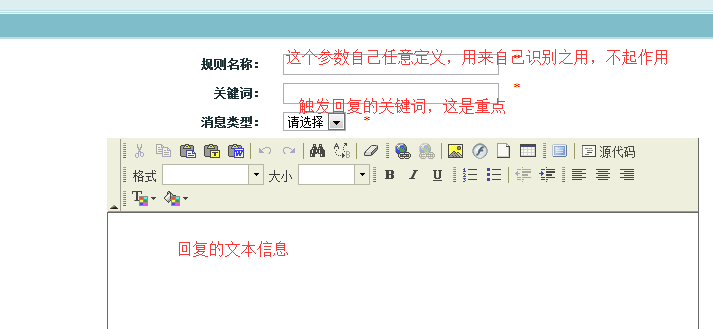 规则名称： 这个参数自己任意定义，用来自己识别之用，不起作用
关键词： *
触发回复的关键词，这是重点
消息类型： 请选择 *
源代码
格式 大小 B I U
回复的文本信息